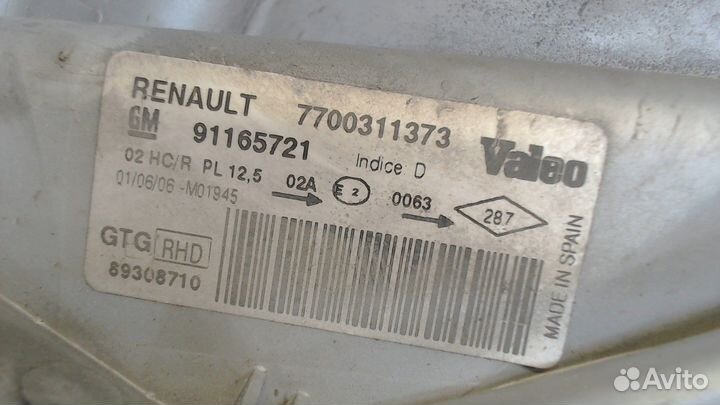 RENAULT 7700311373
GM 91165721 Indice D Valeo
02 HC/R PL 12,5 02A E 2 0063 287
01/06/06 -M01945
GTG RHD
89308710
MADE IN SPAIN
Avito